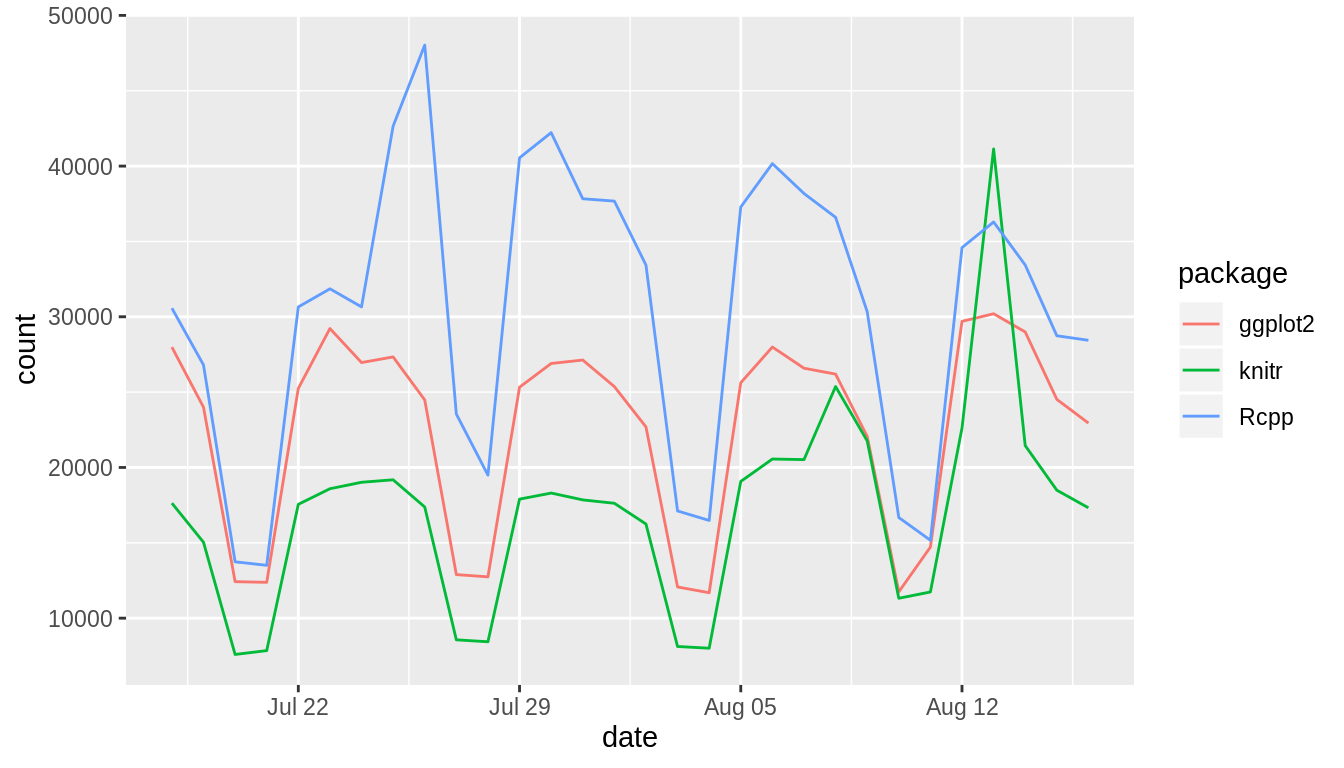 50000
40000
30000
20000
10000
count
Jul 22
Jul 29
Aug 05
Aug 12
date
package
ggplot2
knitr
Rcpp